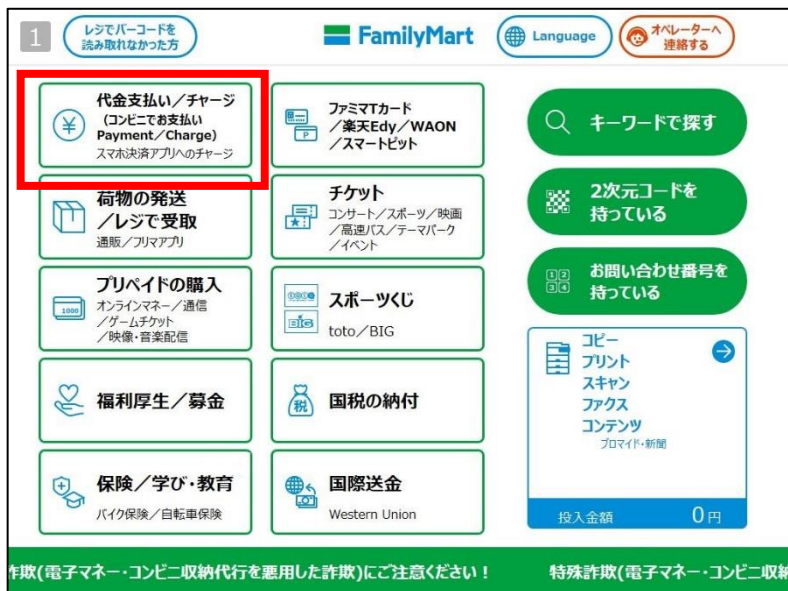 1
レジでバーコードを
読み取れなかった方
FamilyMart
Language
オペレーターへ
連絡する
代金支払い／チャージ
(コンビニでお支払い
Payment／Charge)
スマホ決済アプリへのチャージ
ファミマTカード
／楽天Edy／WAON
／スマートピット
キーワードで探す
荷物の発送
／レジで受取
通販／フリマアプリ
チケット
コンサート／スポーツ／映画
／高速バス／テーマパーク
／イベント
2次元コードを
持っている
プリペイドの購入
オンラインマネー／通信
／ゲームチケット
／映像・音楽配信
1000
スポーツくじ
toto／BIG
BIG
お問い合わせ番号を
持っている
1 2
3 4
福利厚生／募金
税
国税の納付
コピー
プリント
スキャン
ファクス
コンテンツ
ブロマイド・新聞
保険／学び・教育
バイク保険／自転車保険
国際送金
Western Union
投入金額 0円
詐欺(電子マネー・コンビニ収納代行を悪用した詐欺)にご注意ください！ 特殊詐欺(電子マネー・コンビニ収納